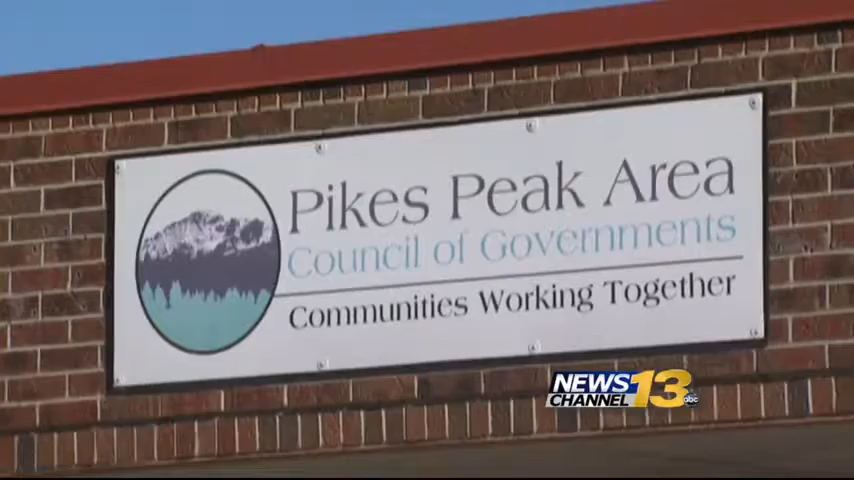 Pikes Peak Area
Council of Governments
Communities Working Together
NEWS 13
CHANNEL abc